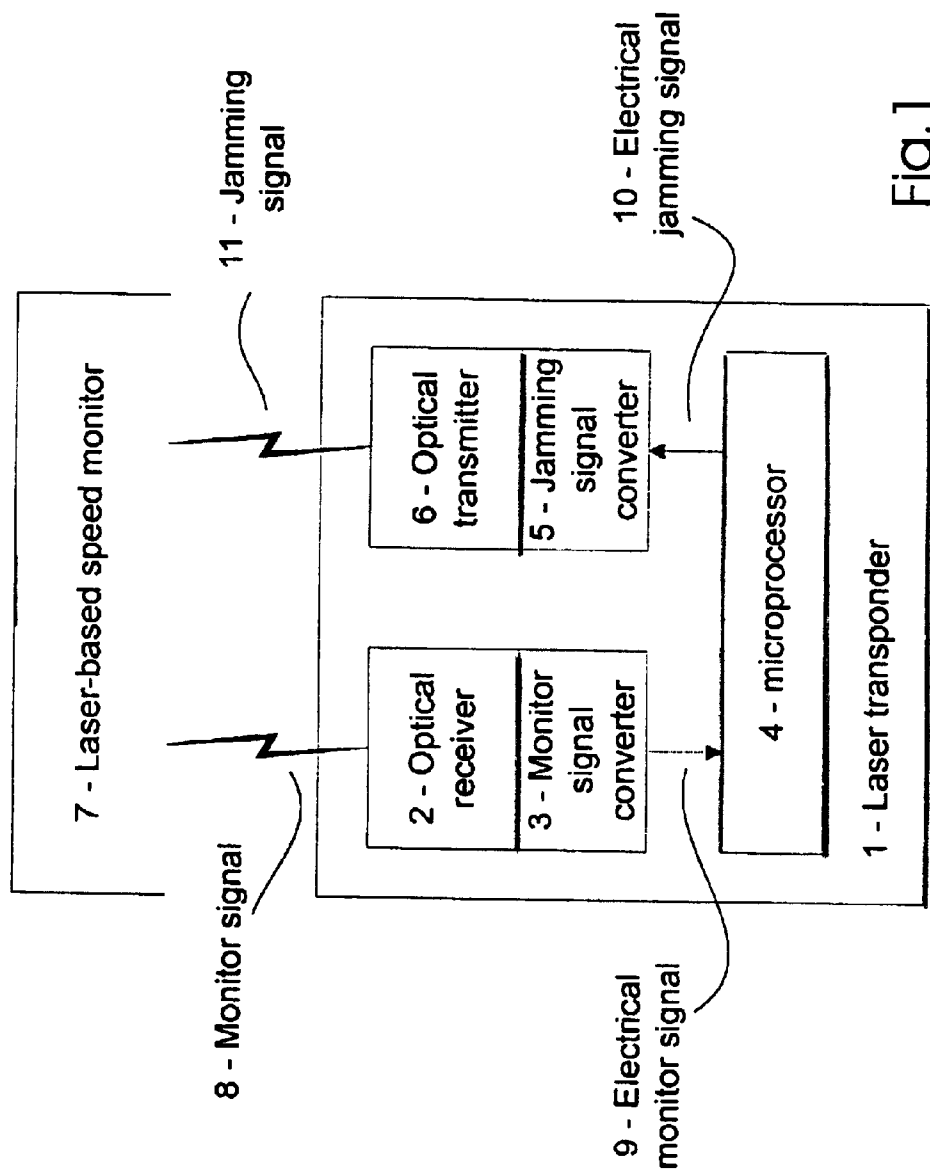 7 - Laser-based speed monitor
8 - Monitor signal
11 - Jamming
signal
2 - Optical
receiver
3 - Monitor
signal
converter
6 - Optical
transmitter
5 - Jamming
signal
converter
9 - Electrical
monitor signal
10 - Electrical
jamming signal
4 - microprocessor
1 - Laser transponder
Fig.1